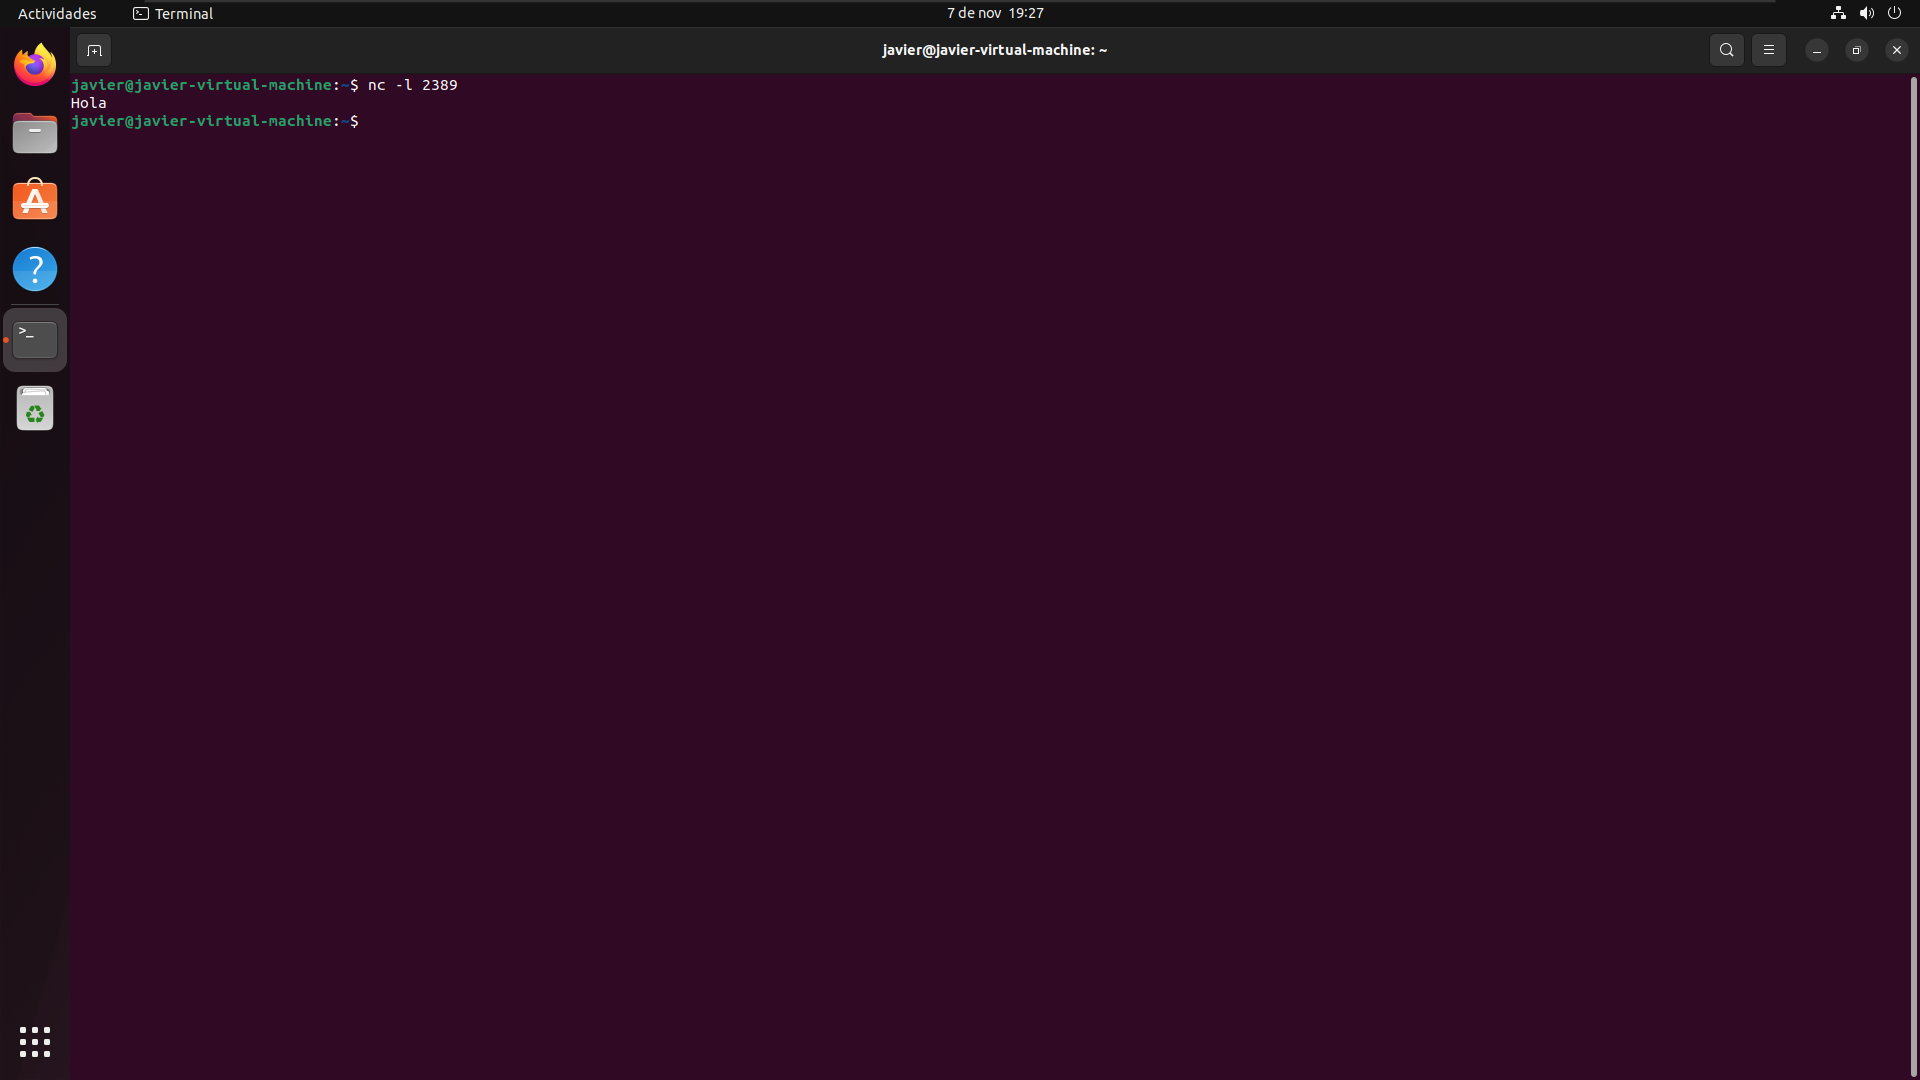 Actividades
Terminal
7 de nov 19:27
javier@javier-virtual-machine: ~
javier@javier-virtual-machine:~$ nc -l 2389
Hola
javier@javier-virtual-machine:~$